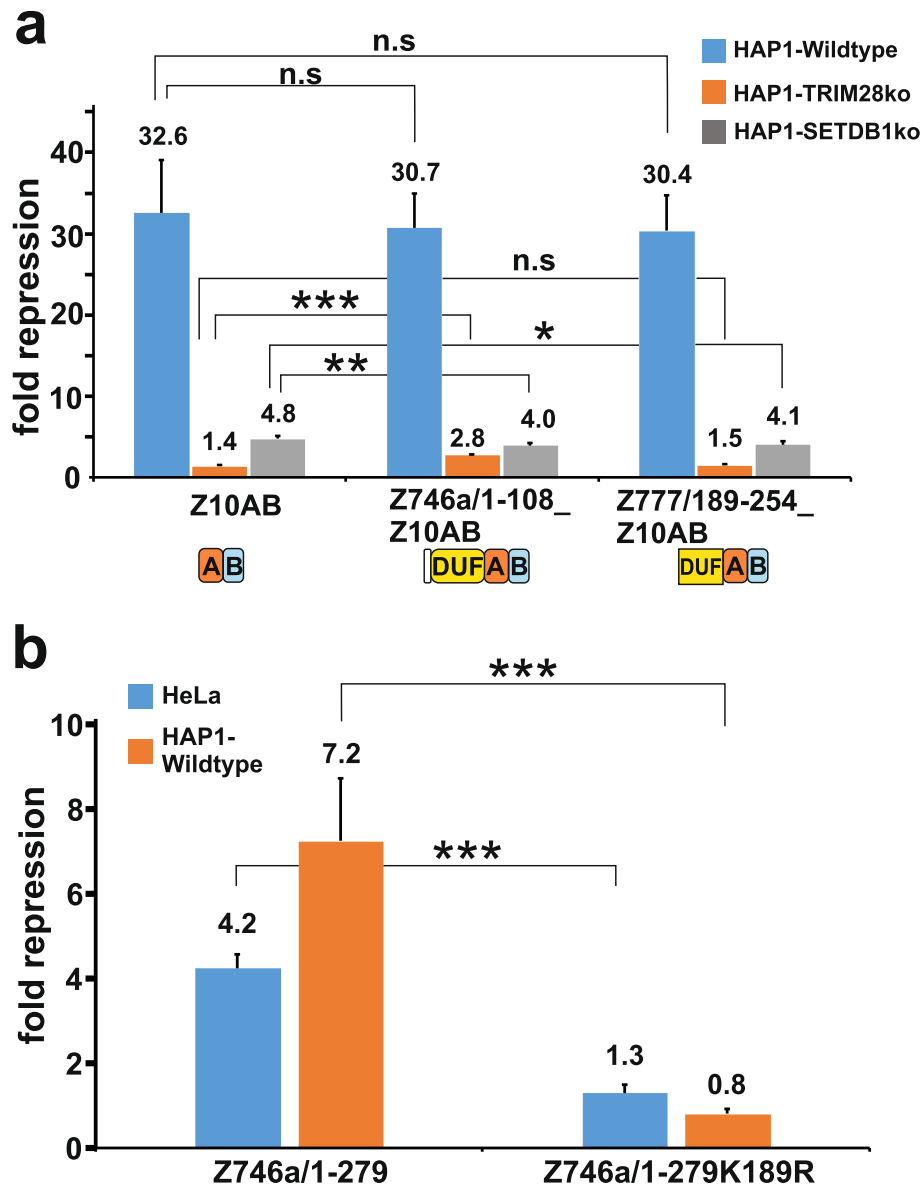 a
n.s
n.s
HAP1-Wildtype
HAP1-TRIM28ko
HAP1-SETDB1ko
fold repression
40
30
20
10
0
32.6
30.7
30.4
n.s
***
*
**
1.4
4.8
2.8
4.0
1.5
4.1
Z10AB
Z746a/1-108_
Z10AB
Z777/189-254_
Z10AB
A B
DUF A B
DUF A B
b
HeLa
HAP1-
Wildtype
fold repression
10
8
6
4
2
0
***
7.2
***
4.2
1.3
0.8
Z746a/1-279
Z746a/1-279K189R